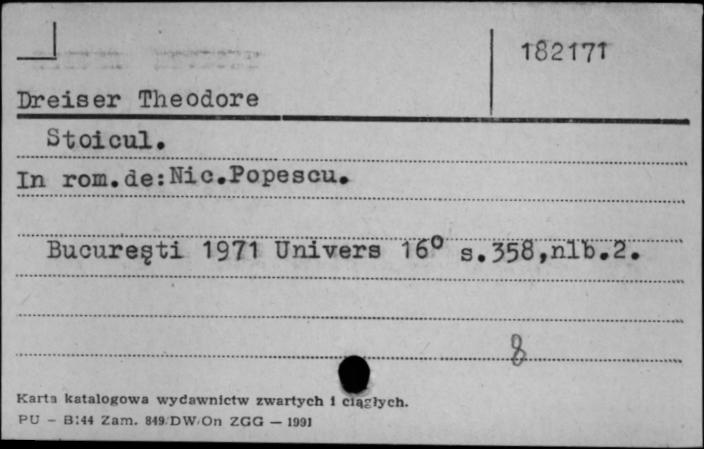 182171
Dreiser Theodore
Stoicul.
In rom.de:Nic.Popescu.
Bucureşti 1971 Univers 16° s.358,nlb.2.
8
Karta katalogowa wydawnictw zwartych i ciągłych.
PU – B:44 Zam. 849/DW/On ZGG — 1991